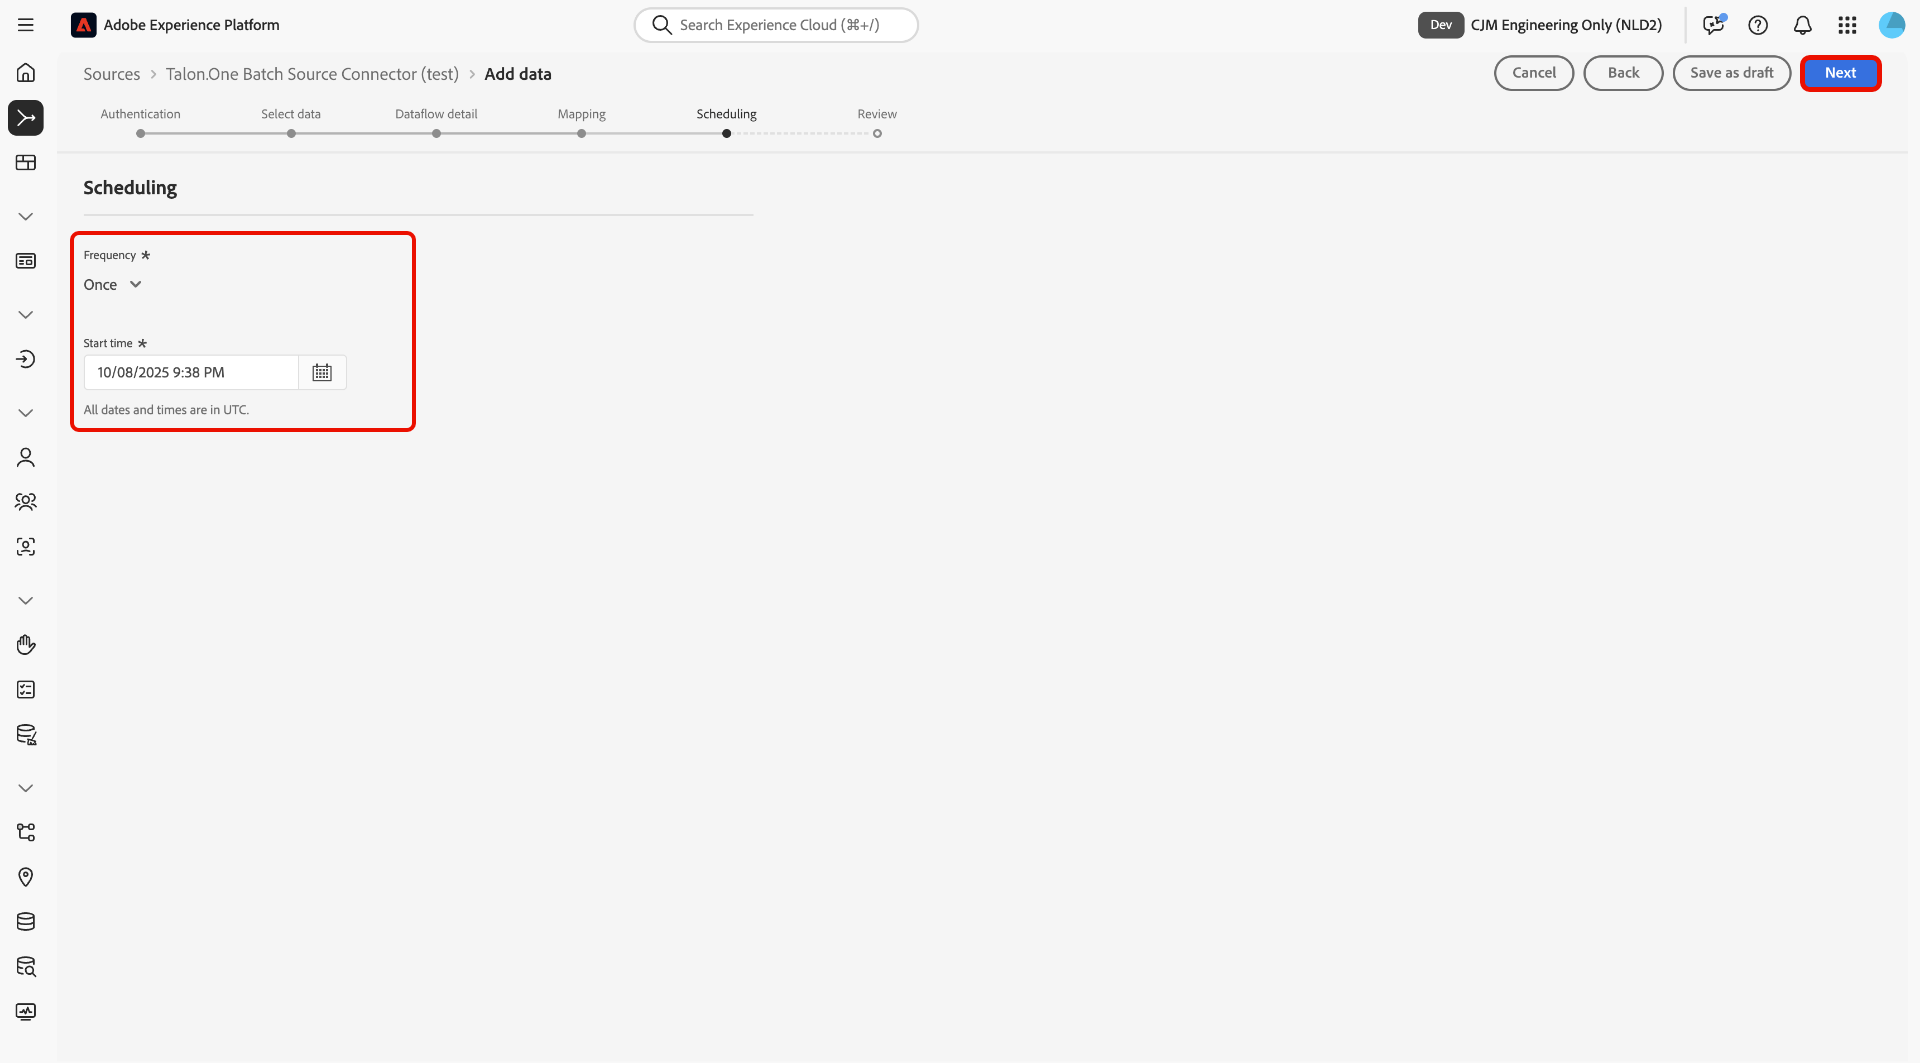 Adobe Experience Platform
Search Experience Cloud (⌘+/)
Dev CJM Engineering Only (NLD2)
Sources > Talon.One Batch Source Connector (test) > Add data
Cancel Back Save as draft Next
Authentication Select data Dataflow detail Mapping Scheduling Review
Scheduling
Frequency *
Once
Start time *
10/08/2025 9:38 PM
All dates and times are in UTC.